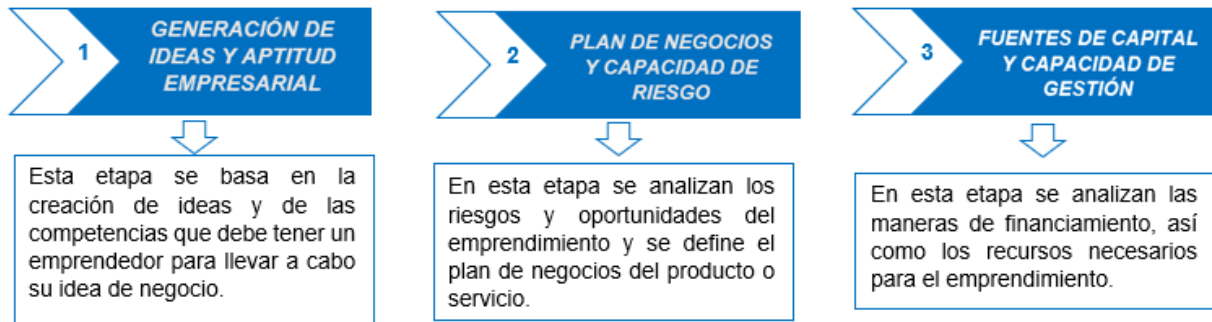 1
GENERACIÓN DE
IDEAS Y APTITUD
EMPRESARIAL
Esta etapa se basa en la
creación de ideas y de las
competencias que debe tener un
emprendedor para llevar a cabo
su idea de negocio.
2
PLAN DE NEGOCIOS
Y CAPACIDAD DE
RIESGO
En esta etapa se analizan los
riesgos y oportunidades del
emprendimiento y se define el
plan de negocios del producto o
servicio.
3
FUENTES DE CAPITAL
Y CAPACIDAD DE
GESTIÓN
En esta etapa se analizan las
maneras de financiamiento, así
como los recursos necesarios
para el emprendimiento.